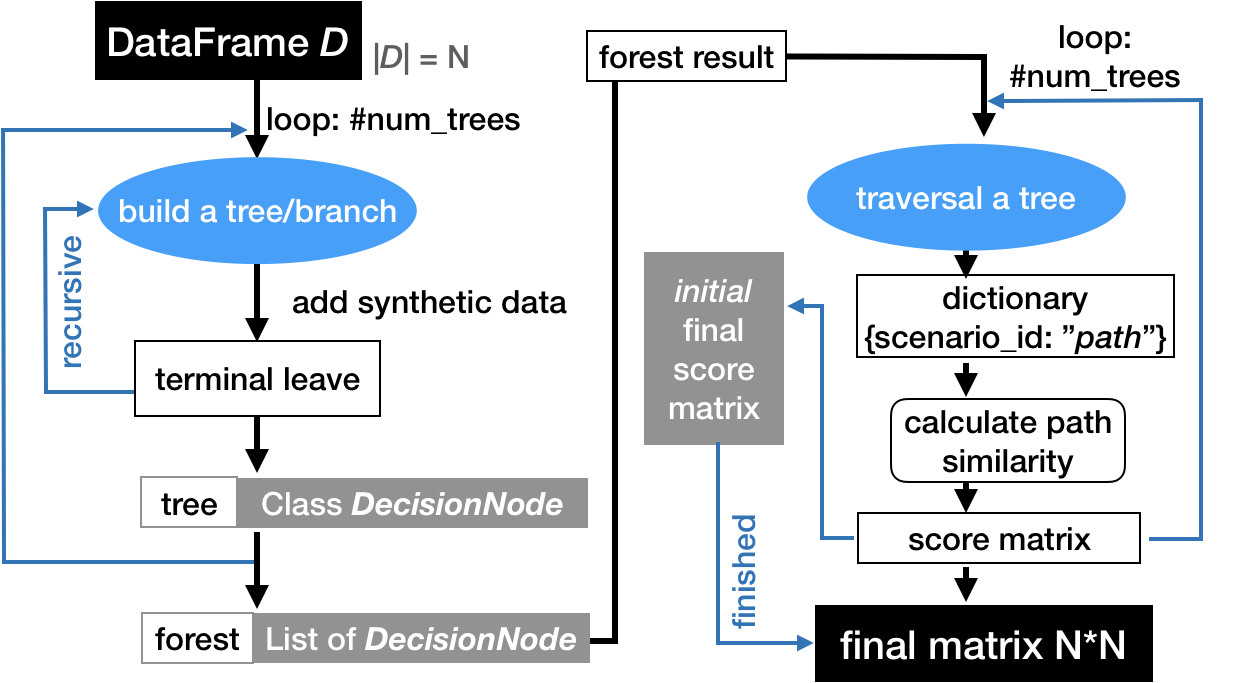 DataFrame D
|D| = N
loop: #num_trees
build a tree/branch
recursive
add synthetic data
terminal leave
tree
Class DecisionNode
forest
List of DecisionNode
forest result
loop:
#num_trees
traversal a tree
initial
final
score
matrix
dictionary
{scenario_id: ”path”}
calculate path
similarity
score matrix
finished
final matrix N*N